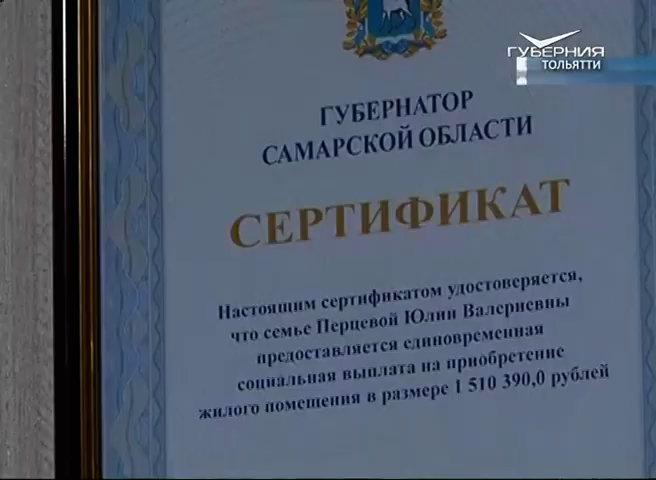 ГУБЕРНИЯ
ТОЛЬЯТТИ
ГУБЕРНАТОР
САМАРСКОЙ ОБЛАСТИ
СЕРТИФИКАТ
Настоящим сертификатом удостоверяется,
что семье Перцевой Юлии Валериевны
предоставляется единовременная
социальная выплата на приобретение
жилого помещения в размере 1 510 390,0 рублей